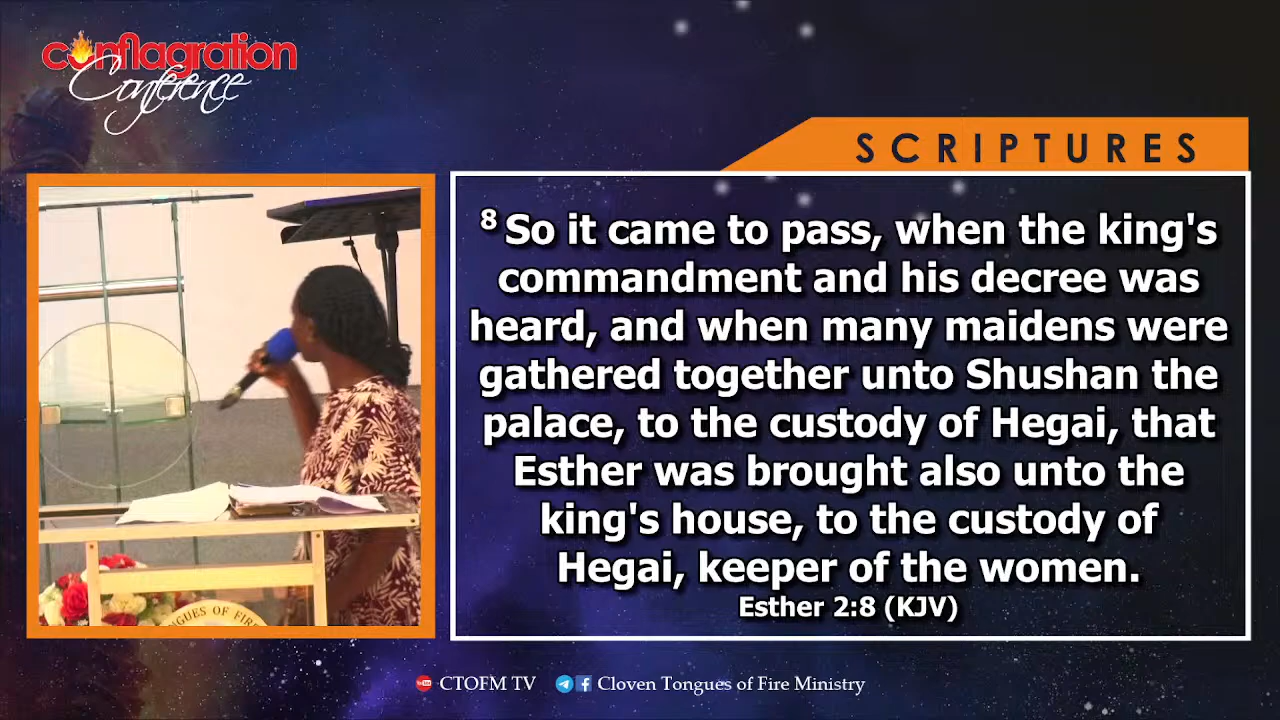 conflagration
Conference
SCRIPTURES
8 So it came to pass, when the king's
commandment and his decree was
heard, and when many maidens were
gathered together unto Shushan the
palace, to the custody of Hegai, that
Esther was brought also unto the
king's house, to the custody of
Hegai, keeper of the women.
Esther 2:8 (KJV)
GUES OF FIR
CTOFM TV
Cloven Tongues of Fire Ministry